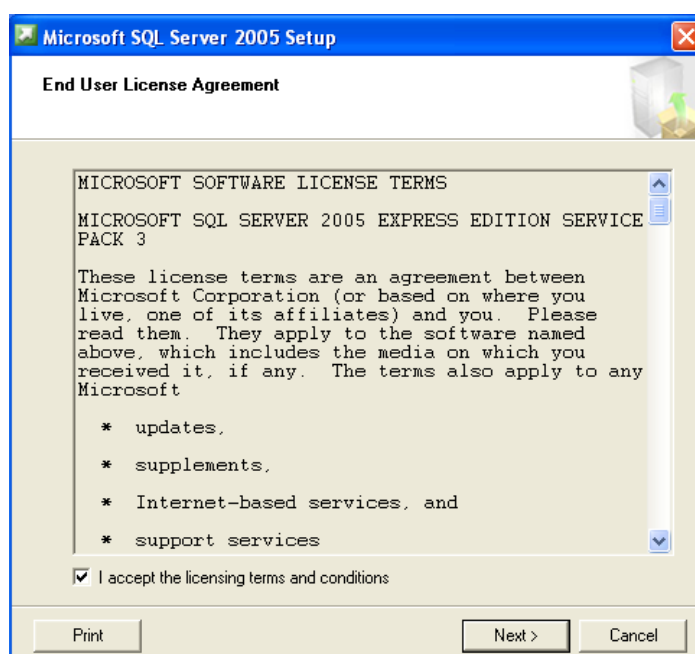 Microsoft SQL Server 2005 Setup
End User License Agreement
MICROSOFT SOFTWARE LICENSE TERMS
MICROSOFT SQL SERVER 2005 EXPRESS EDITION SERVICE
PACK 3
These license terms are an agreement between
Microsoft Corporation (or based on where you
live, one of its affiliates) and you.  Please
read them.  They apply to the software named
above, which includes the media on which you
received it, if any.  The terms also apply to any
Microsoft
* updates,
* supplements,
* Internet-based services, and
* support services
I accept the licensing terms and conditions
Print Next > Cancel